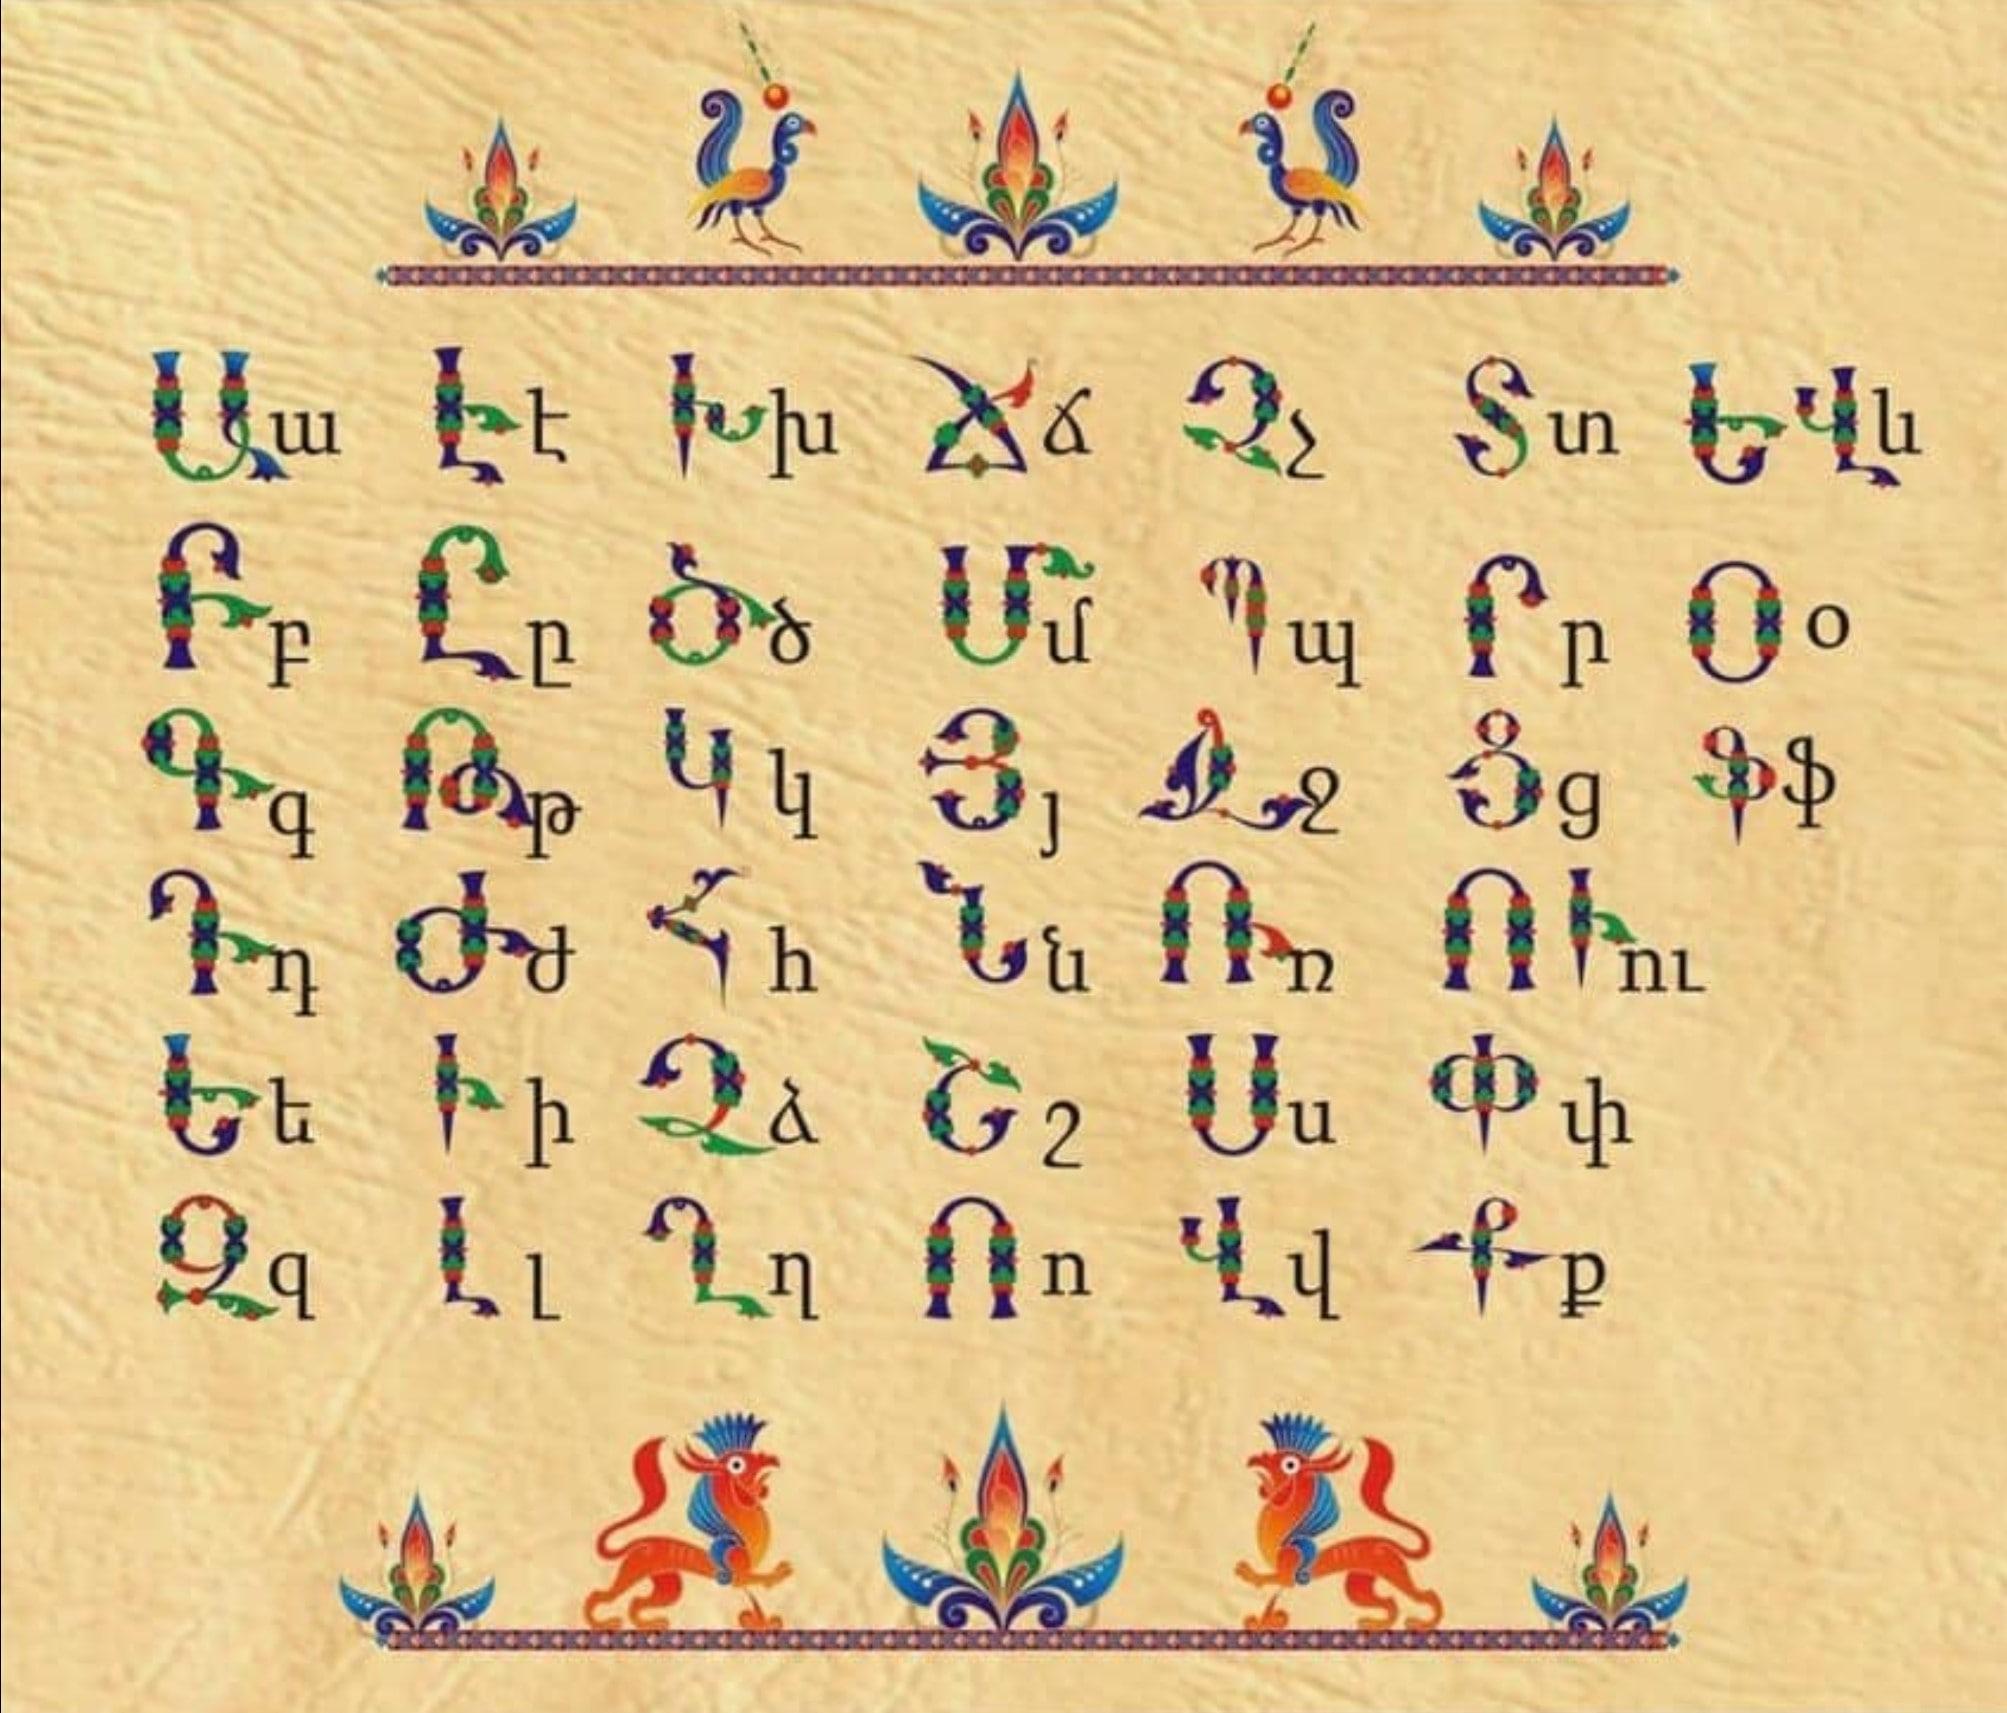 Աա Էէ Խխ Ճճ Չչ Տտ ԵՎև
Բբ Ըը Ծծ Մմ Պպ Րր Օօ
Գգ Թթ Կկ Յյ Ջջ Ցց Ֆֆ
Դդ Ժժ Հհ Նն Ռռ ՈՒու
Եե Իի Ձձ Շշ Սս Փփ
Զզ Լլ Ղղ Ոո Վվ Քք